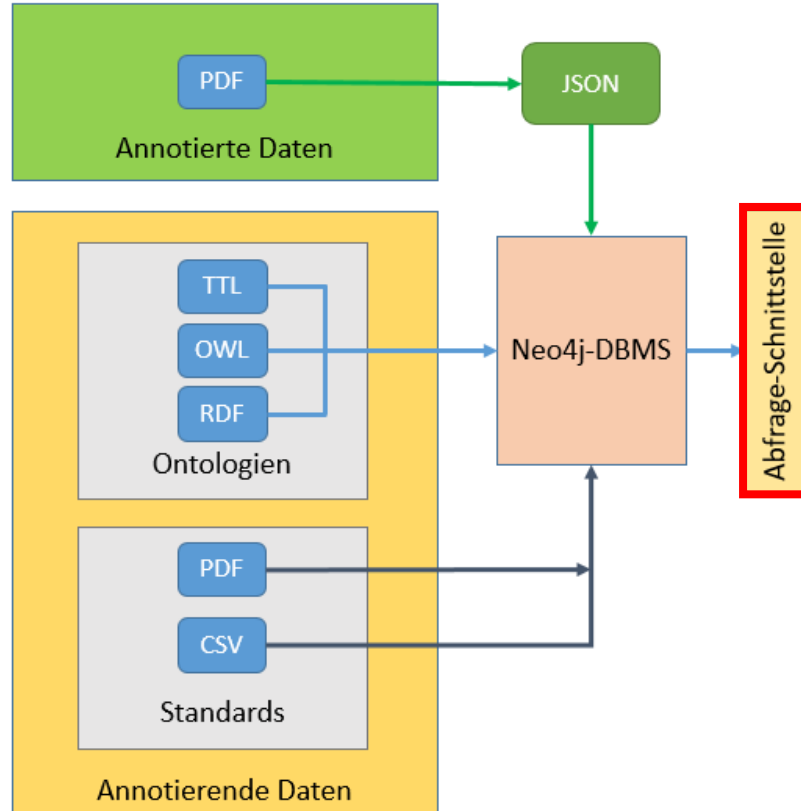 PDF
JSON
Annotierte Daten
TTL
OWL
RDF
Ontologien
Neo4j-DBMS
Abfrage-Schnittstelle
PDF
CSV
Standards
Annotierende Daten